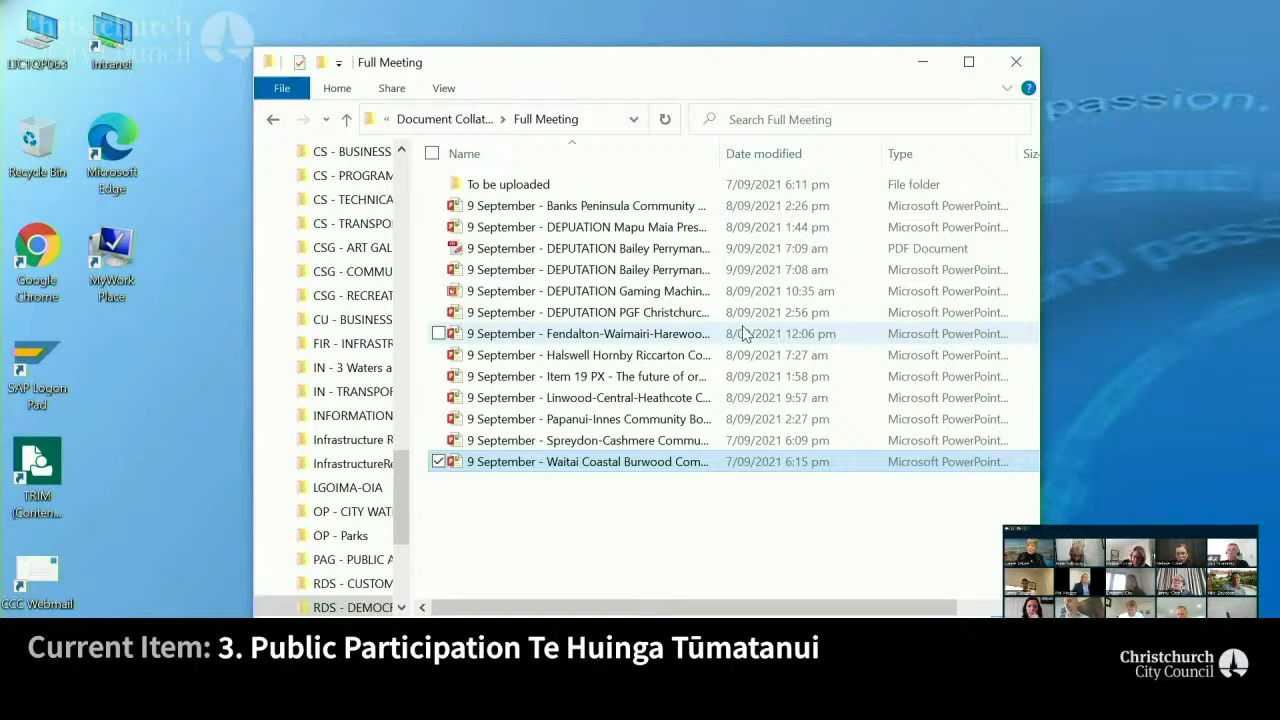 Christchurch
City Council
LTC1QP063
Intranet
Recycle Bin
Microsoft
Edge
Google
Chrome
MyWork
Place
SAP Logon
Pad
TRIM
(Conten...
CCC Webmail
passion.
Full Meeting
File Home Share View
« Document Collat... > Full Meeting
Search Full Meeting
CS - BUSINESS
CS - PROGRAM
CS - TECHNICA
CS - TRANSPO
CSG - ART GAL
CSG - COMMU
CSG - RECREAT
CU - BUSINESS
FIR - INFRAST
IN - 3 Waters a
IN - TRANSPOR
INFORMATION
Infrastructure R
InfrastructureRe
LGOIMA-OIA
OP - CITY WAT
OP - Parks
PAG - PUBLIC A
RDS - CUSTOM
RDS - DEMOCR
Name Date modified Type Siz
To be uploaded 7/09/2021 6:11 pm File folder
9 September - Banks Peninsula Community ... 8/09/2021 2:26 pm Microsoft PowerPoint...
9 September - DEPUATION Mapu Maia Pres... 8/09/2021 1:44 pm Microsoft PowerPoint...
9 September - DEPUTATION Bailey Perryman... 9/09/2021 7:09 am PDF Document
9 September - DEPUTATION Bailey Perryman... 9/09/2021 7:08 am Microsoft PowerPoint...
9 September - DEPUTATION Gaming Machin... 8/09/2021 10:35 am Microsoft PowerPoint...
9 September - DEPUTATION PGF Christchurc... 8/09/2021 2:56 pm Microsoft PowerPoint...
9 September - Fendalton-Waimairi-Harewoo... 8/09/2021 12:06 pm Microsoft PowerPoint...
9 September - Halswell Hornby Riccarton Co... 8/09/2021 7:27 am Microsoft PowerPoint...
9 September - Item 19 PX - The future of or... 8/09/2021 1:58 pm Microsoft PowerPoint...
9 September - Linwood-Central-Heathcote C... 8/09/2021 9:57 am Microsoft PowerPoint...
9 September - Papanui-Innes Community Bo... 8/09/2021 2:27 pm Microsoft PowerPoint...
9 September - Spreydon-Cashmere Commu... 7/09/2021 6:09 pm Microsoft PowerPoint...
9 September - Waitai Coastal Burwood Com... 7/09/2021 6:15 pm Microsoft PowerPoint...
Current Item: 3. Public Participation Te Huinga Tūmatanui
Christchurch
City Council